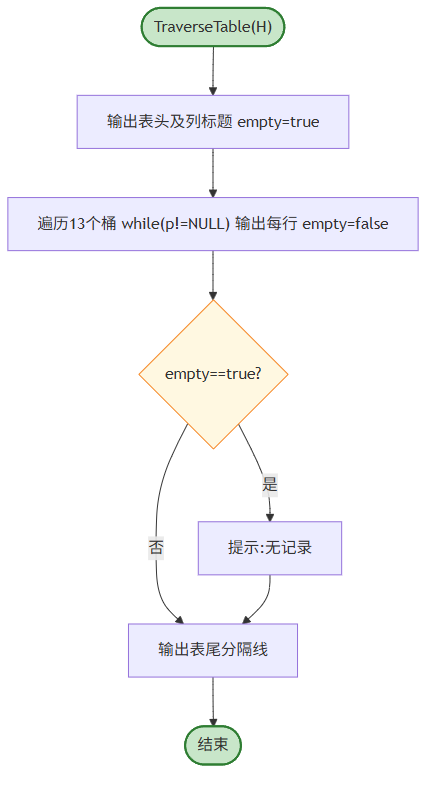 TraverseTable(H)
输出表头及列标题 empty=true
遍历13个桶 while(p!=NULL) 输出每行 empty=false
empty==true?
是
否
提示:无记录
输出表尾分隔线
结束